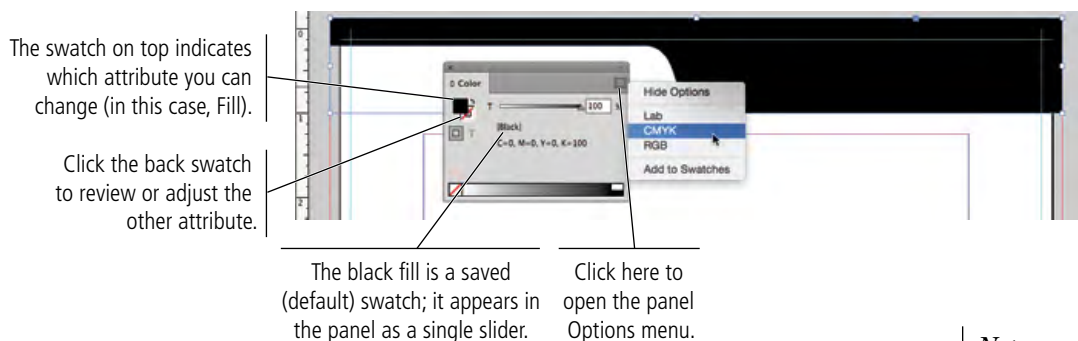 The swatch on top indicates
which attribute you can
change (in this case, Fill).
Click the back swatch
to review or adjust the
other attribute.
0
1
2
Color
T
100
%
[Black]
C=0, M=0, Y=0, K=100
T
Hide Options
Lab
CMYK
RGB
Add to Swatches
The black fill is a saved
(default) swatch; it appears in
the panel as a single slider.
Click here to
open the panel
Options menu.